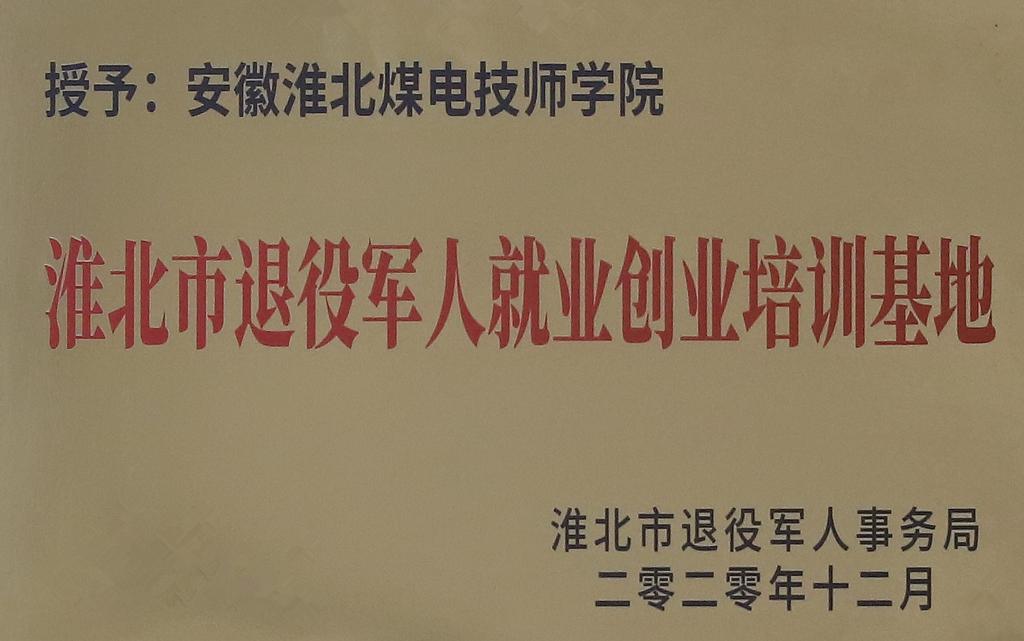 授予：安徽淮北煤电技师学院
淮北市退役军人就业创业培训基地
淮北市退役军人事务局
二零二零年十二月